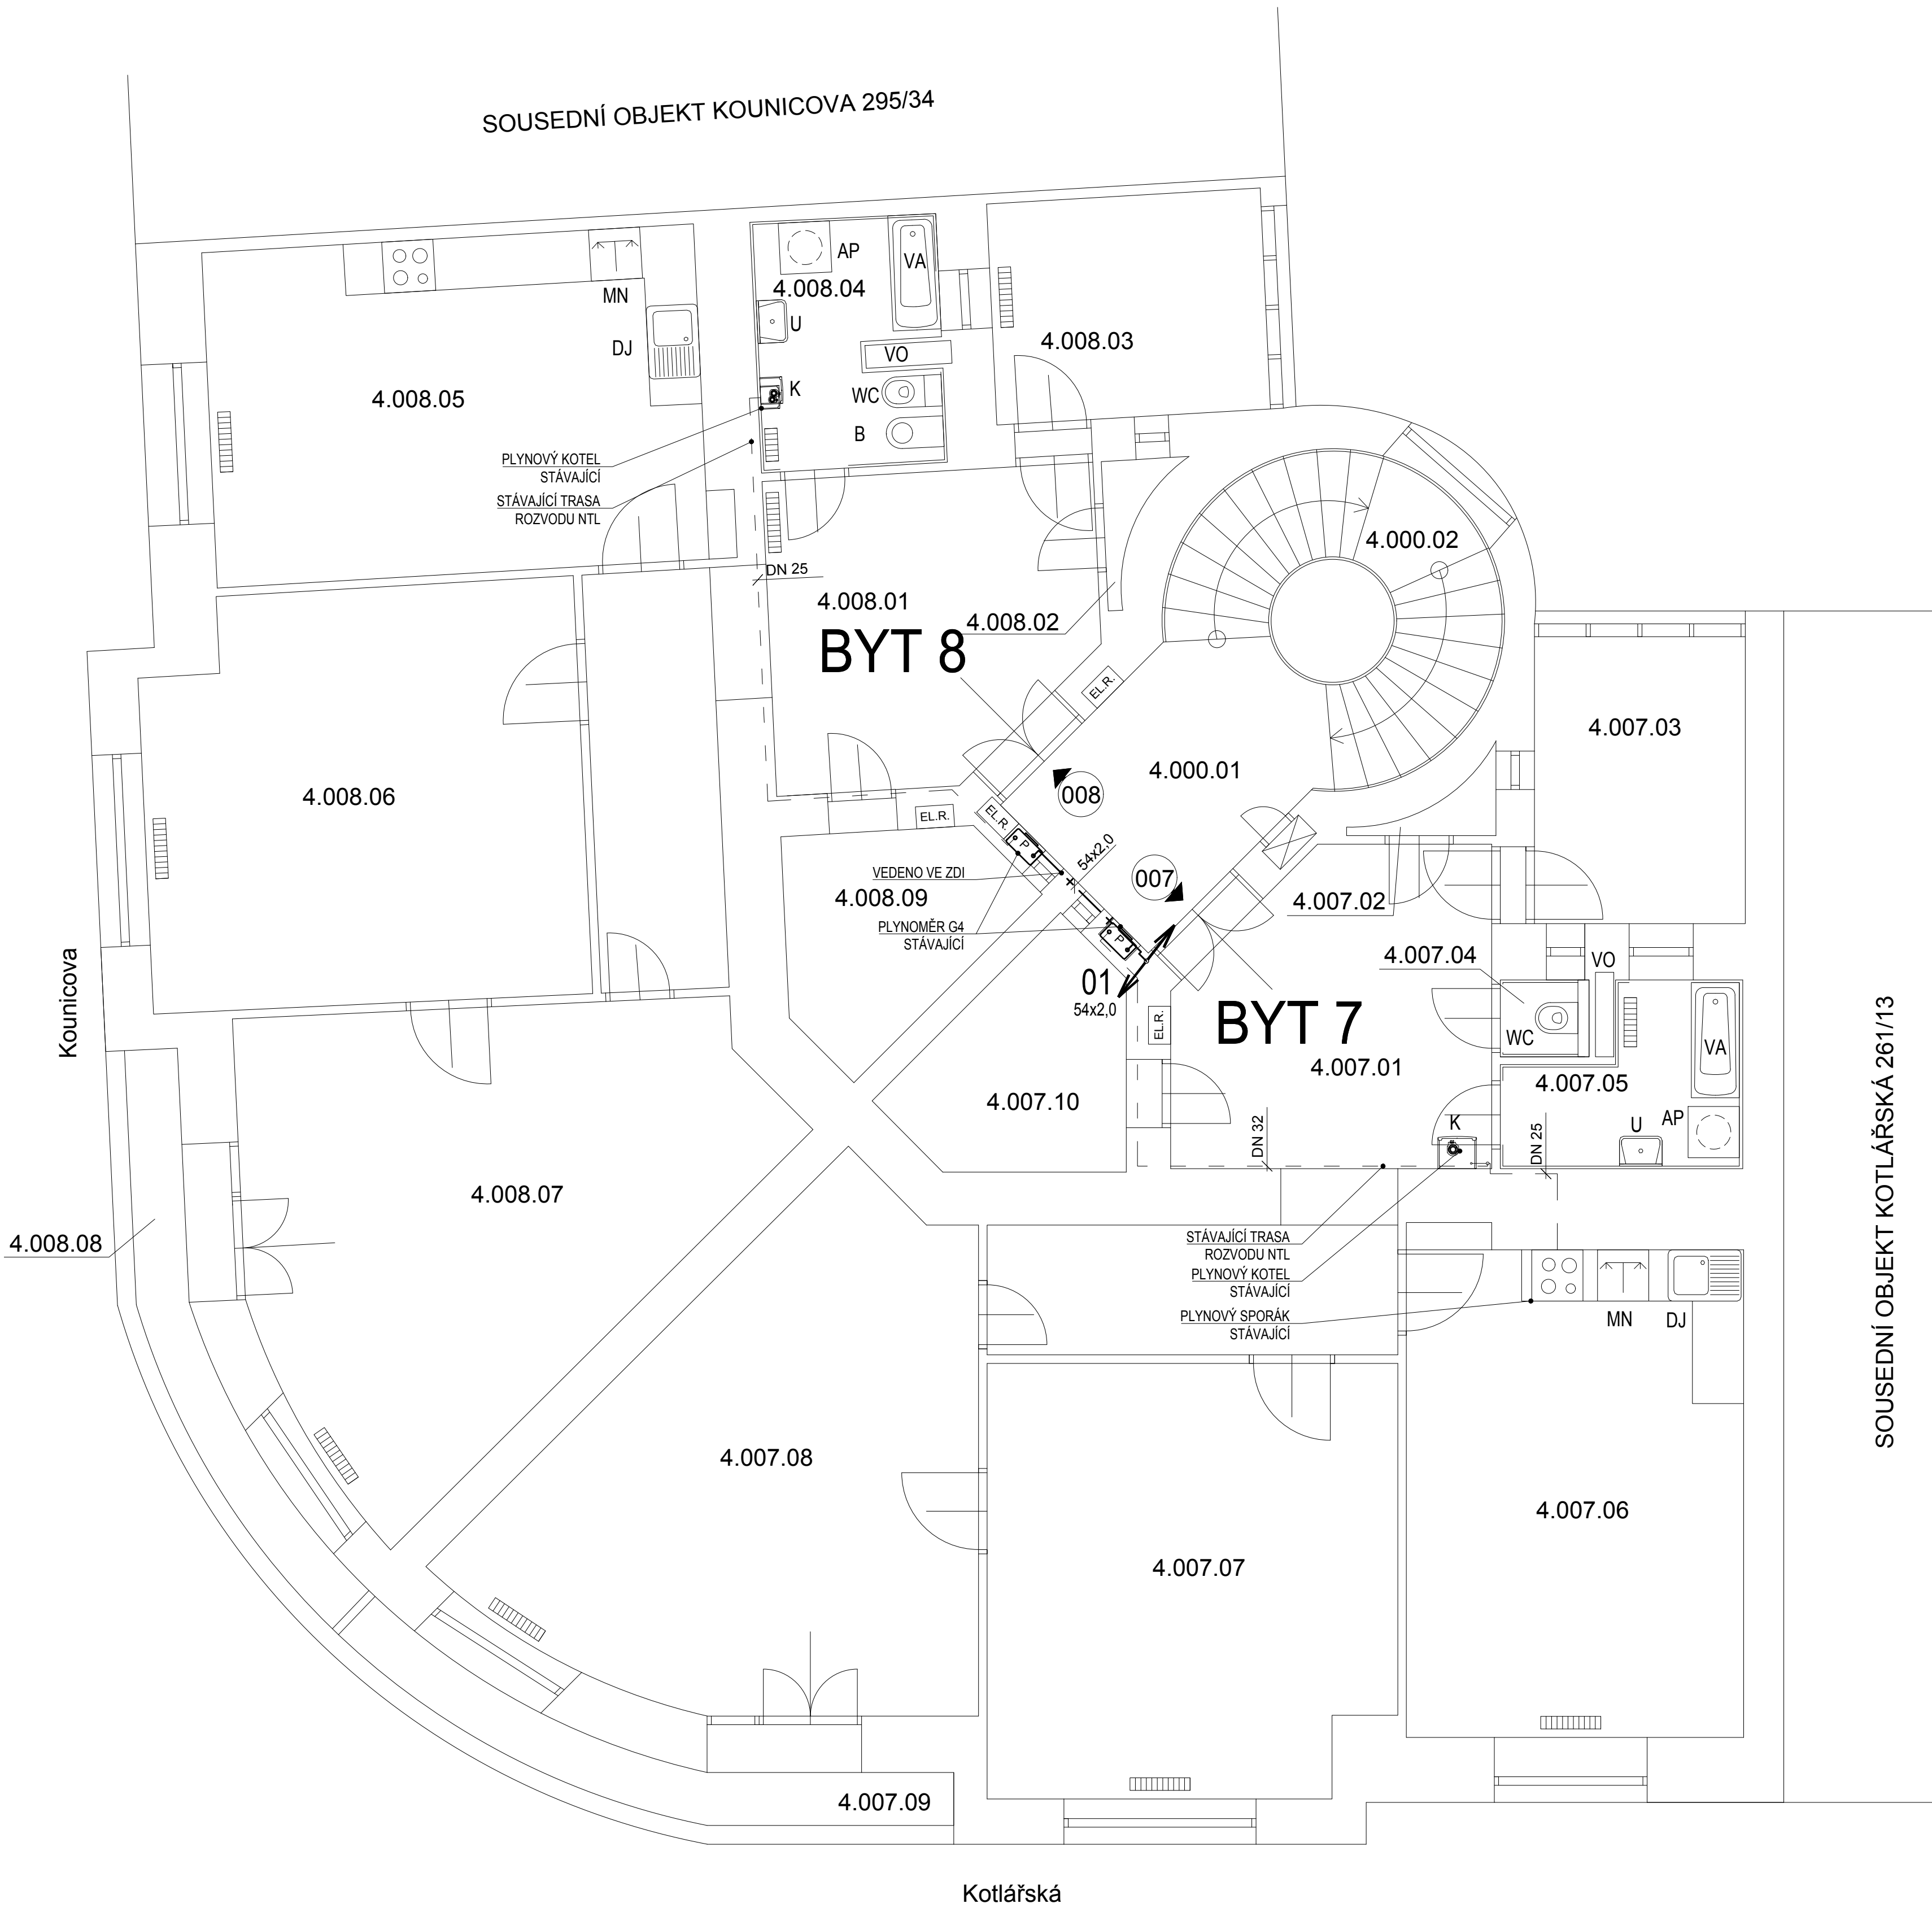 SOUSEDNÍ OBJEKT KOUNICOVA 295/34
AP
VA
4.008.04
MN
U
DJ
4.008.03
VO
K
4.008.05
WC
B
PLYNOVÝ KOTEL
STÁVAJÍCÍ
STÁVAJÍCÍ TRASA
ROZVODU NTL
4.000.02
DN 25
4.008.01
4.008.02
BYT 8
EL.R.
4.007.03
4.000.01
4.008.06
008
EL.R.
EL.R.
P
54x2,0
VEDENO VE ZDI
007
4.008.09
4.007.02
PLYNOMĚR G4
STÁVAJÍCÍ
P
4.007.04
VO
01
54x2,0
EL.R.
BYT 7
WC
VA
Kounicova
4.007.01
4.007.05
4.007.10
K
U
AP
DN 32
DN 25
SOUSEDNÍ OBJEKT KOTLÁŘSKÁ 261/13
4.008.07
4.008.08
STÁVAJÍCÍ TRASA
ROZVODU NTL
PLYNOVÝ KOTEL
STÁVAJÍCÍ
PLYNOVÝ SPORÁK
STÁVAJÍCÍ
MN
DJ
4.007.08
4.007.06
4.007.07
4.007.09
Kotlářská